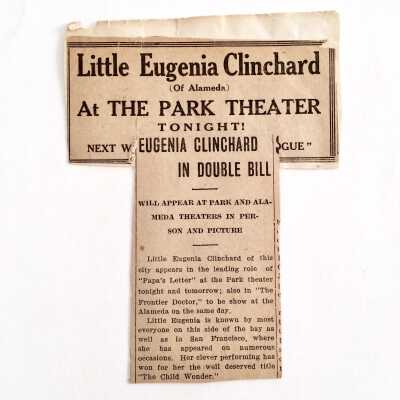 Little Eugenia Clinchard
(Of Alameda)
At THE PARK THEATER
TONIGHT!
NEXT W GUE"
EUGENIA CLINCHARD
IN DOUBLE BILL
WILL APPEAR AT PARK AND ALA-
MEDA THEATERS IN PER-
SON AND PICTURE
Little Eugenia Clinchard of this
city appears in the leading role of
"Papa's Letter" at the Park theater
tonight and tomorrow; also in "The
Frontier Doctor," to be show at the
Alameda on the same day.
Little Eugenia is known by most
everyone on this side of the bay as
well as in San Francisco, where
she has appeared on numerous
occasions. Her clever performing has
won for her the well deserved title
"The Child Wonder."